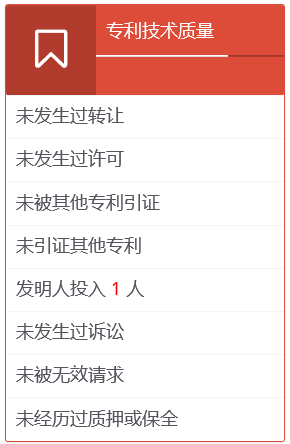 专利技术质量
未发生过转让
未发生过许可
未被其他专利引证
未引证其他专利
发明人投入 1 人
未发生过诉讼
未被无效请求
未经历过质押或保全